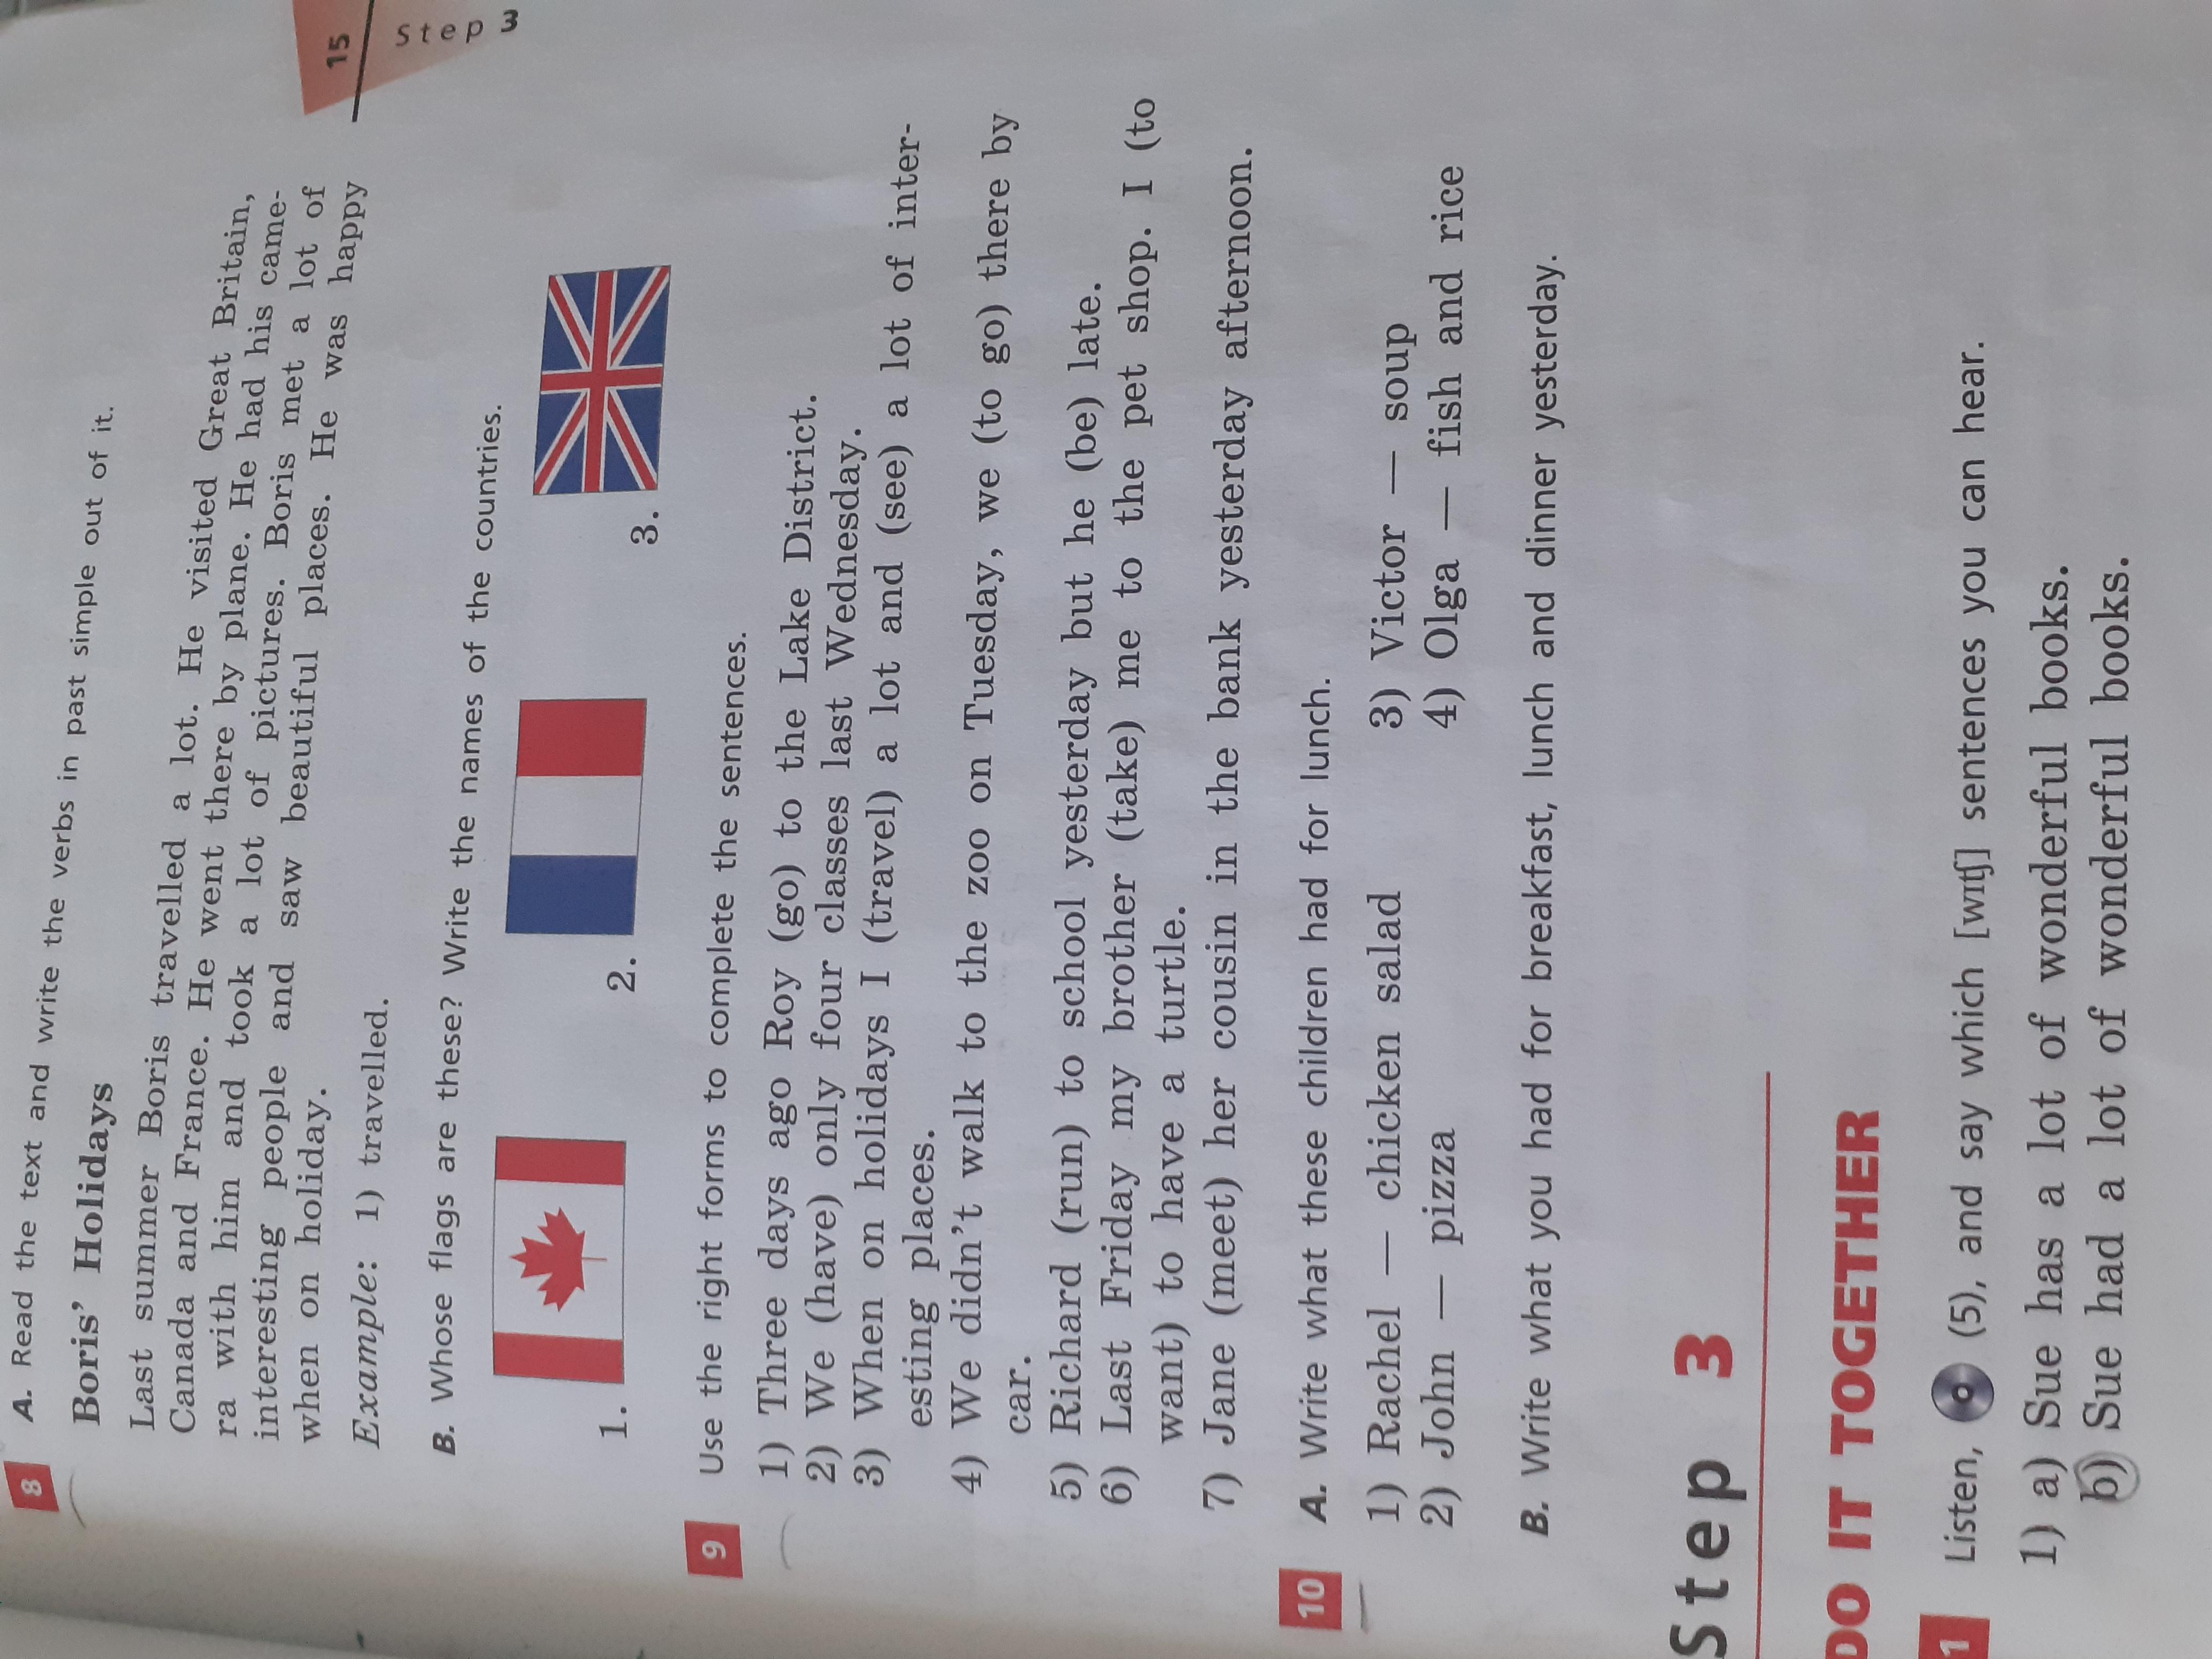 15
Step 3
8 A. Read the text and write the verbs in past simple out of it.
Boris' Holidays
Last summer Boris travelled a lot. He visited Great Britain,
Canada and France. He went there by plane. He had his came-
ra with him and took a lot of pictures. Boris met a lot of
interesting people and saw beautiful places. He was happy
when on holiday.
Example: 1) travelled.
B. Whose flags are these? Write the names of the countries.
1. 2. 3.
9 Use the right forms to complete the sentences.
1) Three days ago Roy (go) to the Lake District.
2) We (have) only four classes last Wednesday.
3) When on holidays I (travel) a lot and (see) a lot of inter-
esting places.
4) We didn't walk to the zoo on Tuesday, we (to go) there by
car.
5) Richard (run) to school yesterday but he (be) late.
6) Last Friday my brother (take) me to the pet shop. I (to
want) to have a turtle.
7) Jane (meet) her cousin in the bank yesterday afternoon.
10 A. Write what these children had for lunch.
1) Rachel — chicken salad 3) Victor — soup
2) John — pizza 4) Olga — fish and rice
B. Write what you had for breakfast, lunch and dinner yesterday.
Step 3
DO IT TOGETHER
1 Listen, (5), and say which [wɪtʃ] sentences you can hear.
1) a) Sue has a lot of wonderful books.
b) Sue had a lot of wonderful books.